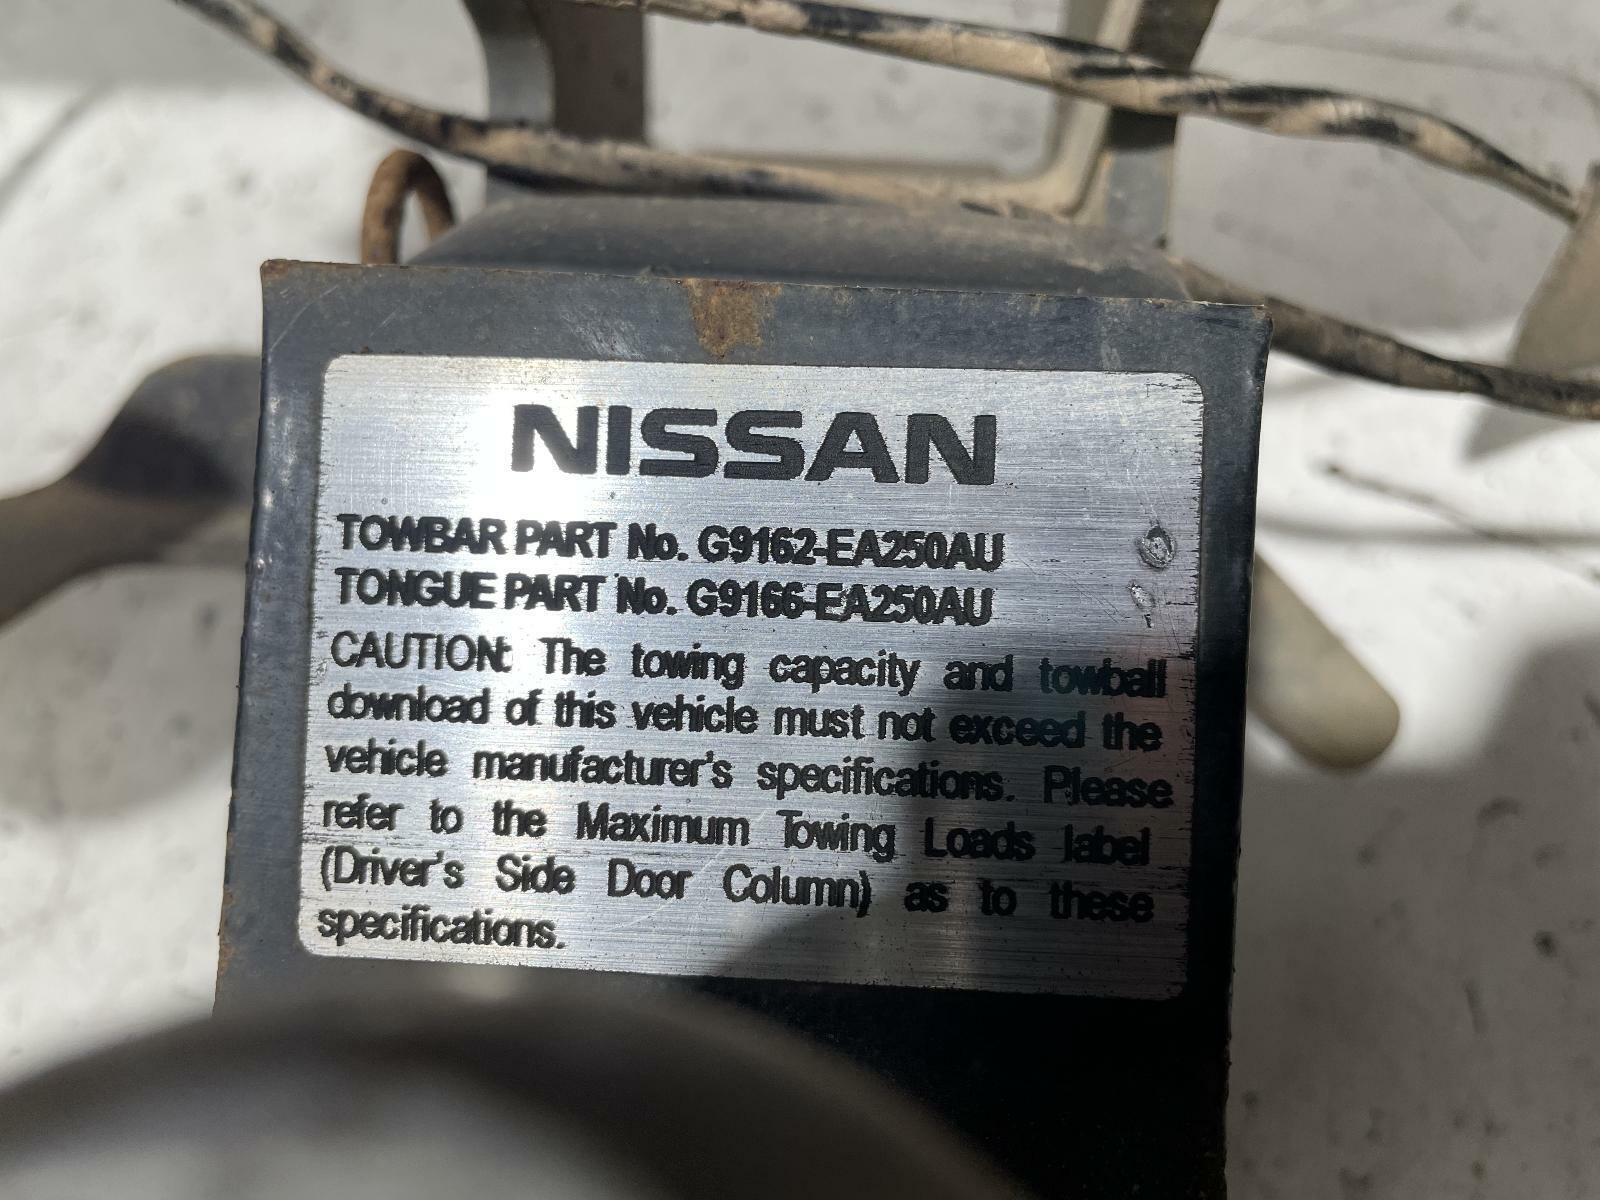 NISSAN
TOWBAR PART No. G9162-EA250AU
TONGUE PART No. G9166-EA250AU
CAUTION: The towing capacity and towball
download of this vehicle must not exceed the
vehicle manufacturer's specifications. Please
refer to the Maximum Towing Loads label
(Driver's Side Door Column) as to these
specifications.